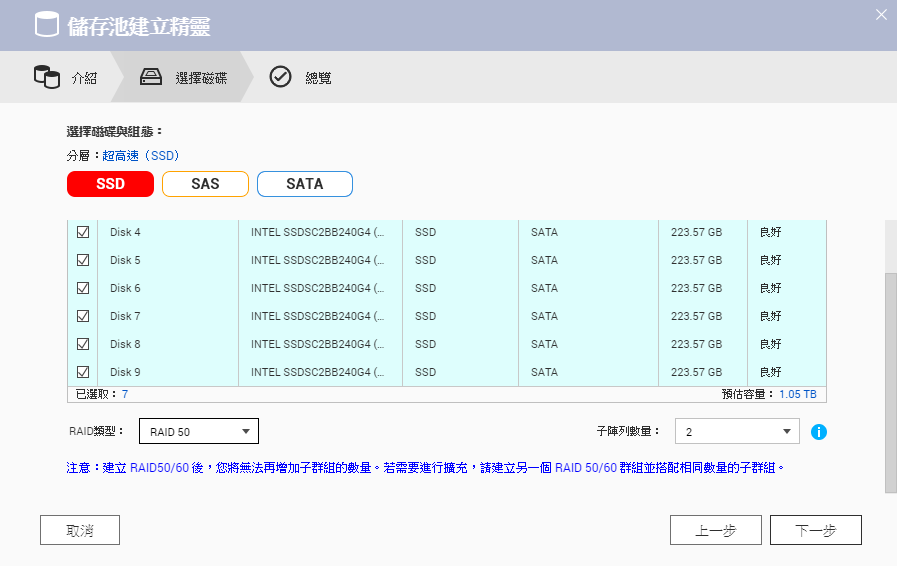 儲存池建立精靈
介紹 選擇磁碟 總覽
選擇磁碟與組態：
分層：超高速（SSD）
SSD SAS SATA
Disk 4 INTEL SSDSC2BB240G4 (... SSD SATA 223.57 GB 良好
Disk 5 INTEL SSDSC2BB240G4 (... SSD SATA 223.57 GB 良好
Disk 6 INTEL SSDSC2BB240G4 (... SSD SATA 223.57 GB 良好
Disk 7 INTEL SSDSC2BB240G4 (... SSD SATA 223.57 GB 良好
Disk 8 INTEL SSDSC2BB240G4 (... SSD SATA 223.57 GB 良好
Disk 9 INTEL SSDSC2BB240G4 (... SSD SATA 223.57 GB 良好
已選取：7 預估容量：1.05 TB
RAID類型： RAID 50 子陣列數量： 2
注意：建立 RAID50/60 後，您將無法再增加子群組的數量。若需要進行擴充，請建立另一個 RAID 50/60 群組並搭配相同數量的子群組。
取消 上一步 下一步